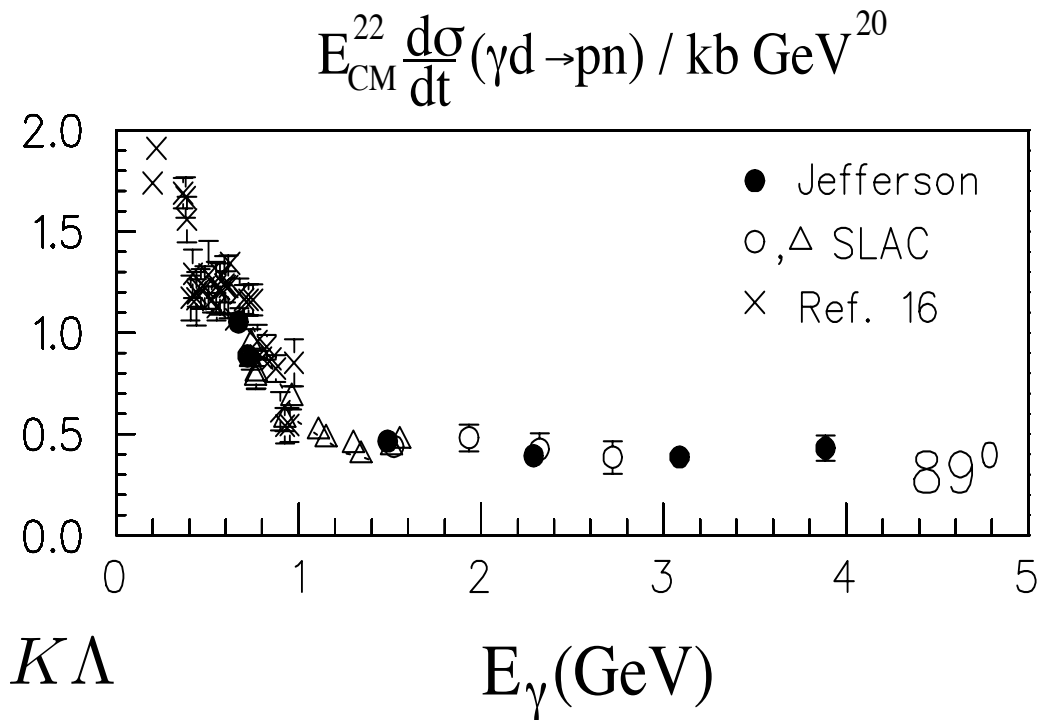 E_CM^22 dσ/dt (γd→pn) / kb GeV^20
2.0
Jefferson
1.5
○,△ SLAC
× Ref. 16
1.0
0.5
89⁰
0.0
0 1 2 3 4 5
KΛ
E_γ(GeV)